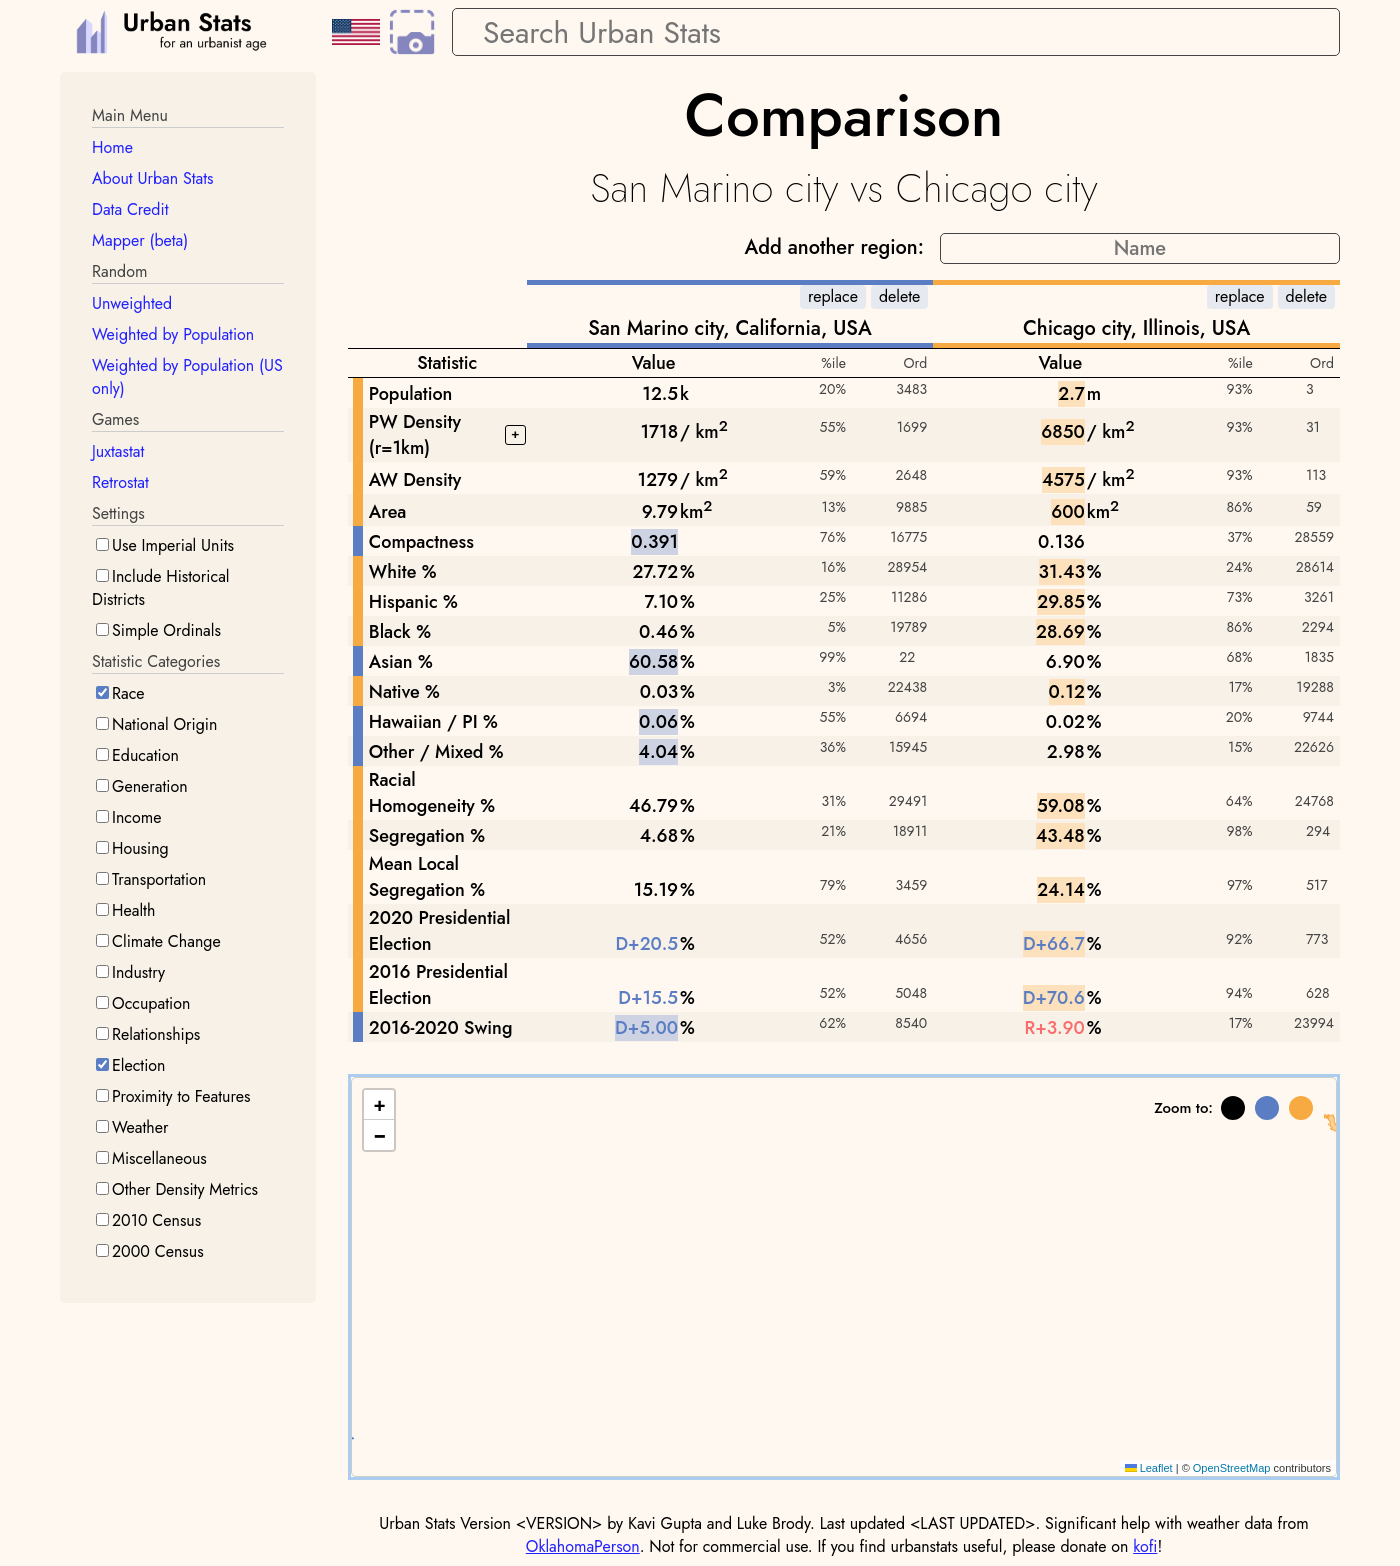 Urban Stats
for an urbanist age
Search Urban Stats
Main Menu
Home
About Urban Stats
Data Credit
Mapper (beta)
Random
Unweighted
Weighted by Population
Weighted by Population (US
only)
Games
Juxtastat
Retrostat
Settings
Use Imperial Units
Include Historical
Districts
Simple Ordinals
Statistic Categories
Race
National Origin
Education
Generation
Income
Housing
Transportation
Health
Climate Change
Industry
Occupation
Relationships
Election
Proximity to Features
Weather
Miscellaneous
Other Density Metrics
2010 Census
2000 Census
Comparison
San Marino city vs Chicago city
Add another region: Name
replace delete replace delete
San Marino city, California, USA Chicago city, Illinois, USA
Statistic Value %ile Ord Value %ile Ord
Population 12.5k 20% 3483 2.7m 93% 3
PW Density
(r=1km) + 1718/ km² 55% 1699 6850/ km² 93% 31
AW Density 1279/ km² 59% 2648 4575/ km² 93% 113
Area 9.79km² 13% 9885 600km² 86% 59
Compactness 0.391 76% 16775 0.136 37% 28559
White % 27.72% 16% 28954 31.43% 24% 28614
Hispanic % 7.10% 25% 11286 29.85% 73% 3261
Black % 0.46% 5% 19789 28.69% 86% 2294
Asian % 60.58% 99% 22 6.90% 68% 1835
Native % 0.03% 3% 22438 0.12% 17% 19288
Hawaiian / PI % 0.06% 55% 6694 0.02% 20% 9744
Other / Mixed % 4.04% 36% 15945 2.98% 15% 22626
Racial
Homogeneity % 46.79% 31% 29491 59.08% 64% 24768
Segregation % 4.68% 21% 18911 43.48% 98% 294
Mean Local
Segregation % 15.19% 79% 3459 24.14% 97% 517
2020 Presidential
Election D+20.5% 52% 4656 D+66.7% 92% 773
2016 Presidential
Election D+15.5% 52% 5048 D+70.6% 94% 628
2016-2020 Swing D+5.00% 62% 8540 R+3.90% 17% 23994
+
−
Zoom to:
Leaflet | © OpenStreetMap contributors
Urban Stats Version <VERSION> by Kavi Gupta and Luke Brody. Last updated <LAST UPDATED>. Significant help with weather data from
OklahomaPerson. Not for commercial use. If you find urbanstats useful, please donate on kofi!